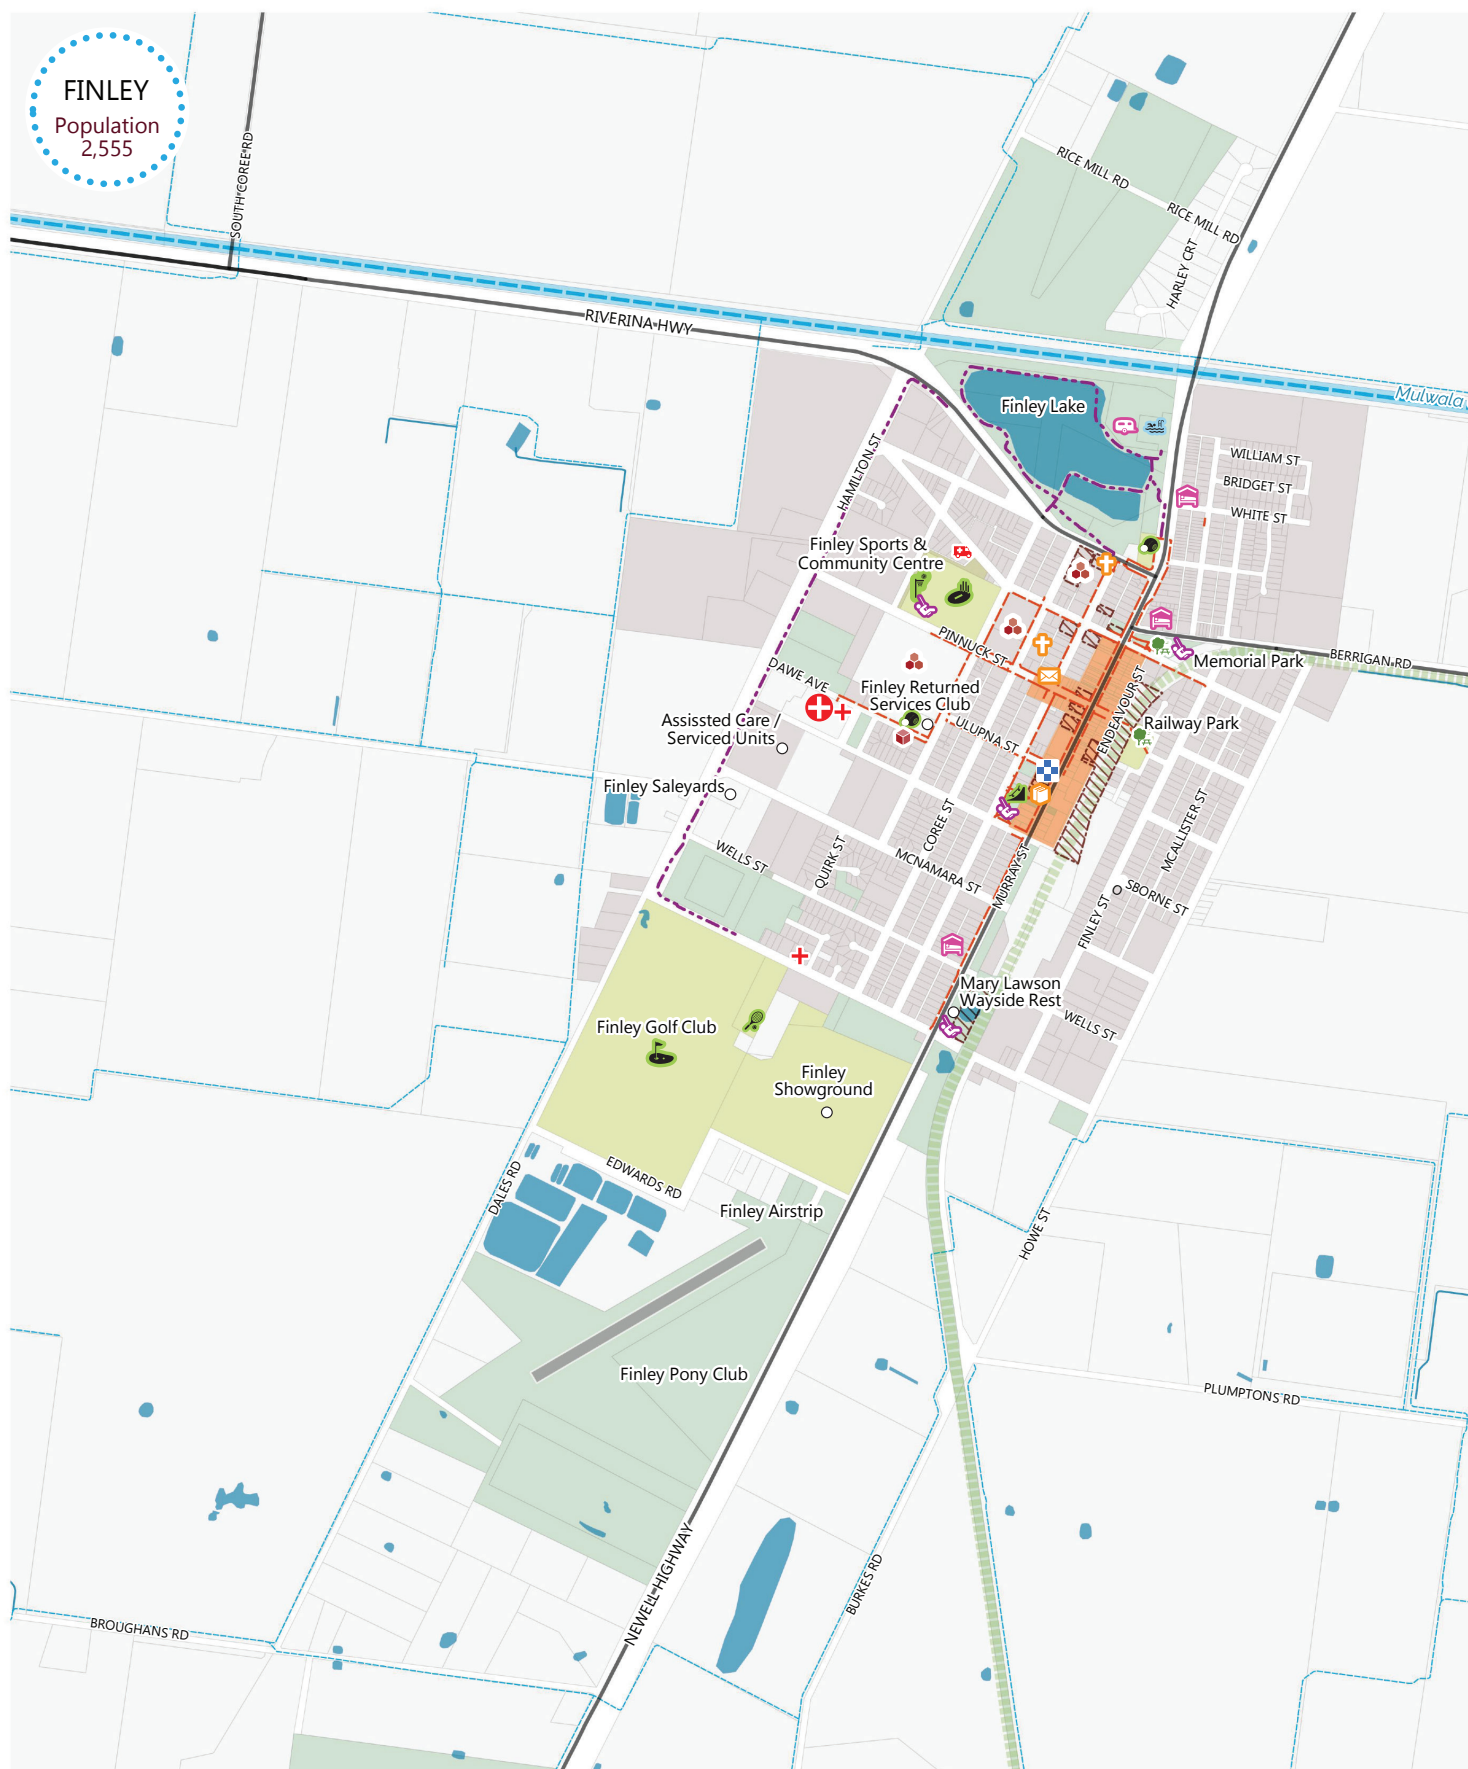 FINLEY
Population
2,555
SOUTH COREE RD
RICE MILL RD
RICE MILL RD
HARLEY CRT
RIVERINA HWY
Mulwala
Finley Lake
HAMILTON ST
WILLIAM ST
BRIDGET ST
WHITE ST
Finley Sports &
Community Centre
PINNUCK ST
Memorial Park
BERRIGAN RD
DAWE AVE
Finley Returned
Services Club
ENDEAVOUR ST
Assissted Care /
Serviced Units
ULUPNA ST
Railway Park
Finley Saleyards
COREE ST
MCALLISTER ST
WELLS ST
QUIRK ST
MCNAMARA ST
MURRAY ST
SBORNE ST
FINLEY ST
Mary Lawson
Wayside Rest
WELLS ST
Finley Golf Club
Finley
Showground
DALES RD
EDWARDS RD
Finley Airstrip
HOWE ST
Finley Pony Club
PLUMPTONS RD
NEWELL HIGHWAY
BURKES RD
BROUGHANS RD